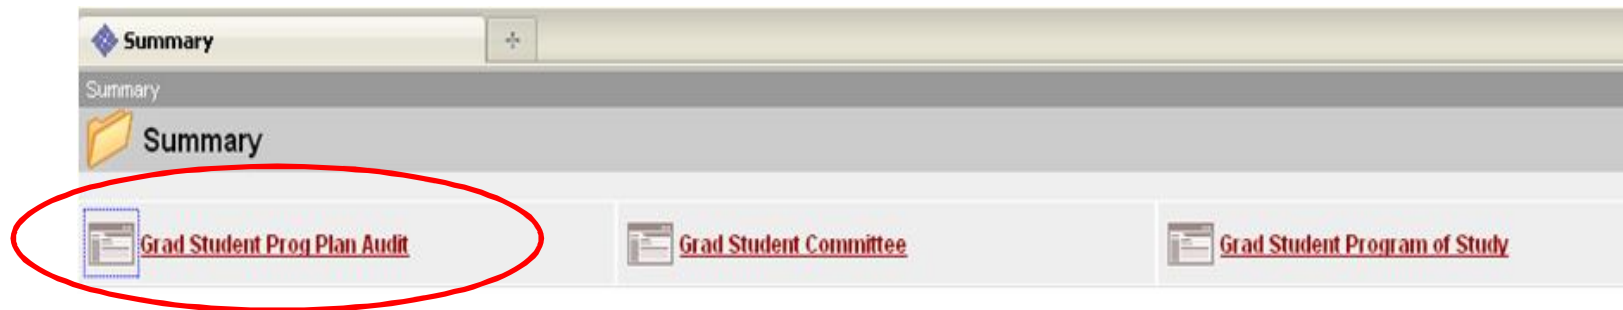 Summary
Summary
Summary
Grad Student Prog Plan Audit
Grad Student Committee
Grad Student Program of Study